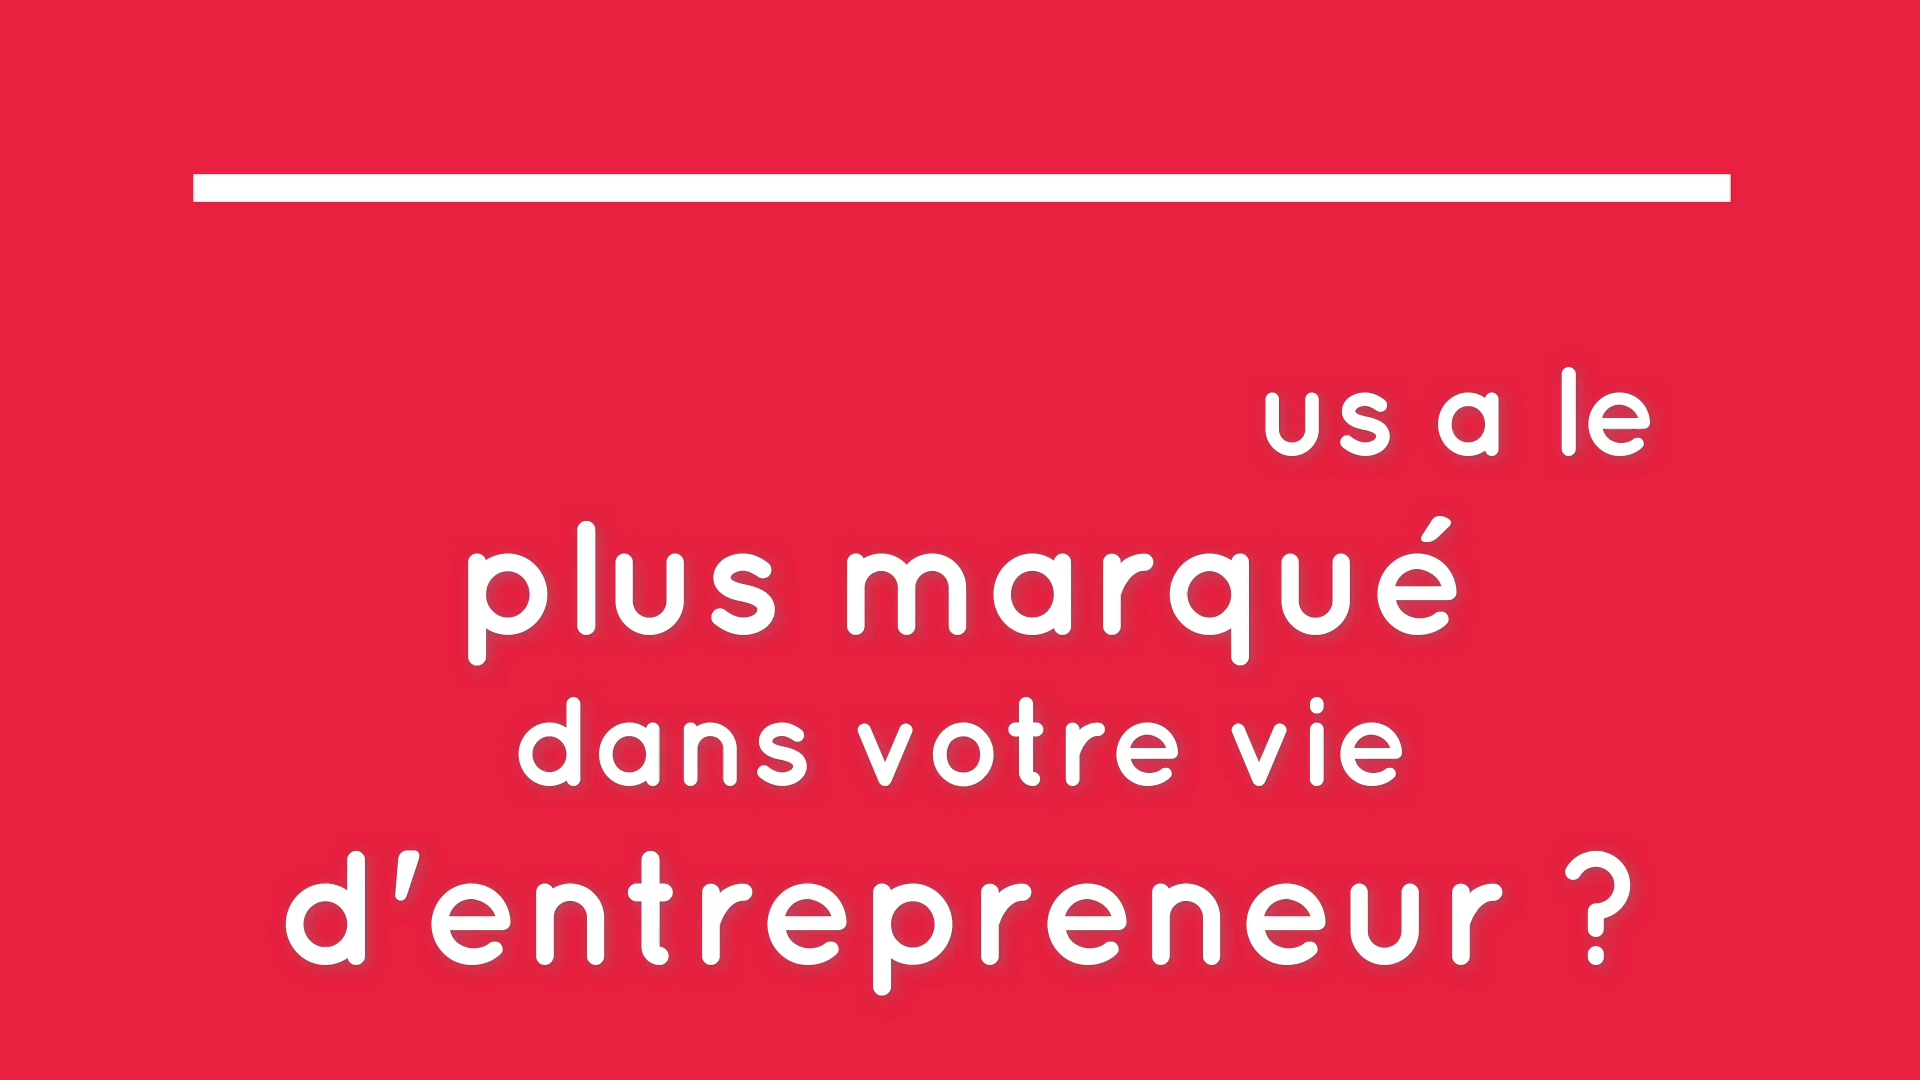 us a le
plus marqué
dans votre vie
d'entrepreneur ?